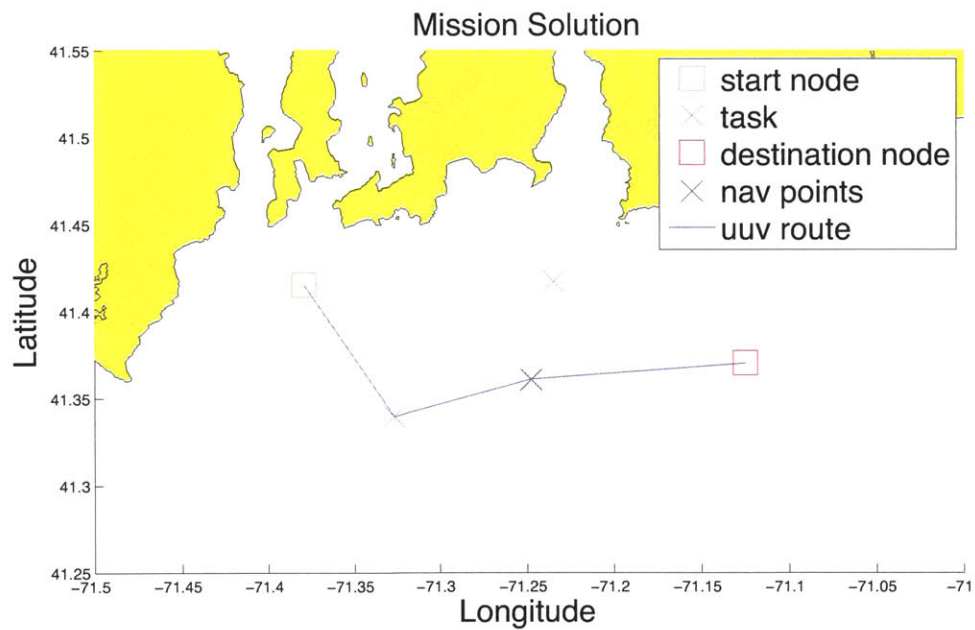 Mission Solution
41.55
41.5
41.45
41.4
41.35
41.3
41.25
Latitude
start node
task
destination node
nav points
uuv route
-71.5
-71.45
-71.4
-71.35
-71.3
-71.25
-71.2
-71.15
-71.1
-71.05
-71
Longitude